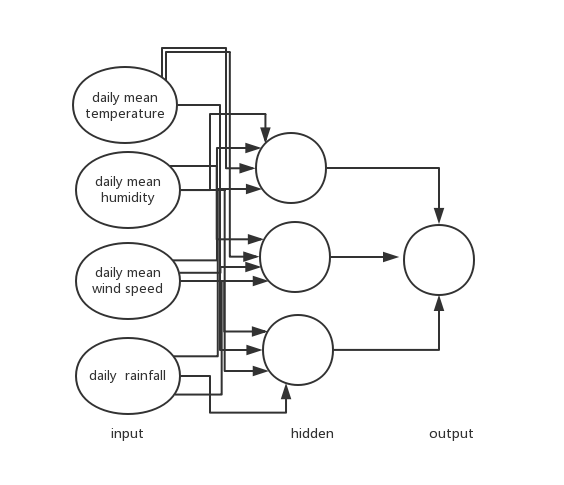 daily mean
temperature
daily mean
humidity
daily mean
wind speed
daily rainfall
input
hidden
output